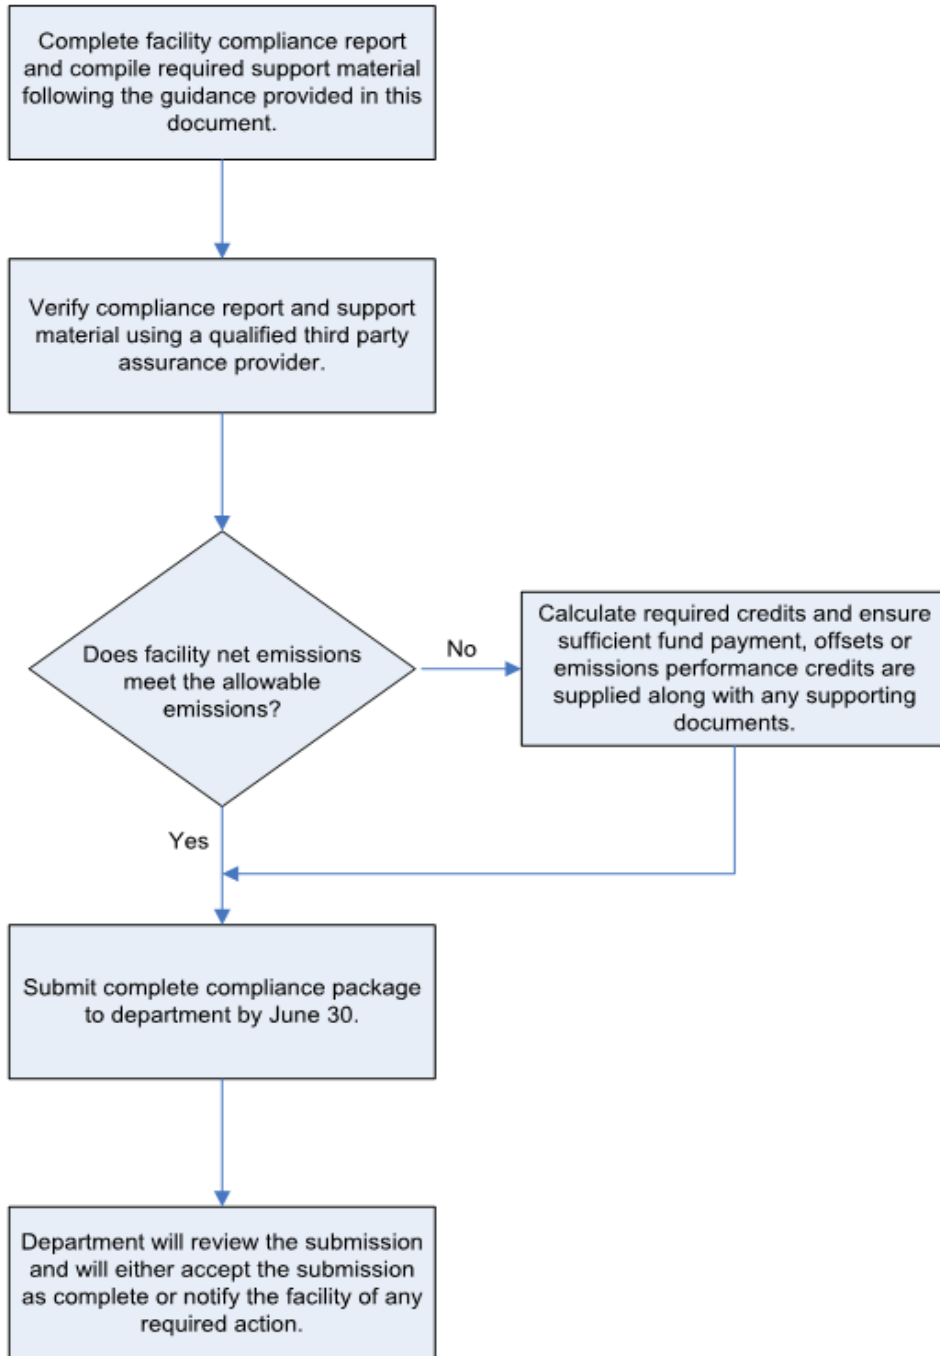 Complete facility compliance report
and compile required support material
following the guidance provided in this
document.
Verify compliance report and support
material using a qualified third party
assurance provider.
Does facility net emissions
meet the allowable
emissions?
No
Calculate required credits and ensure
sufficient fund payment, offsets or
emissions performance credits are
supplied along with any supporting
documents.
Yes
Submit complete compliance package
to department by June 30.
Department will review the submission
and will either accept the submission
as complete or notify the facility of any
required action.